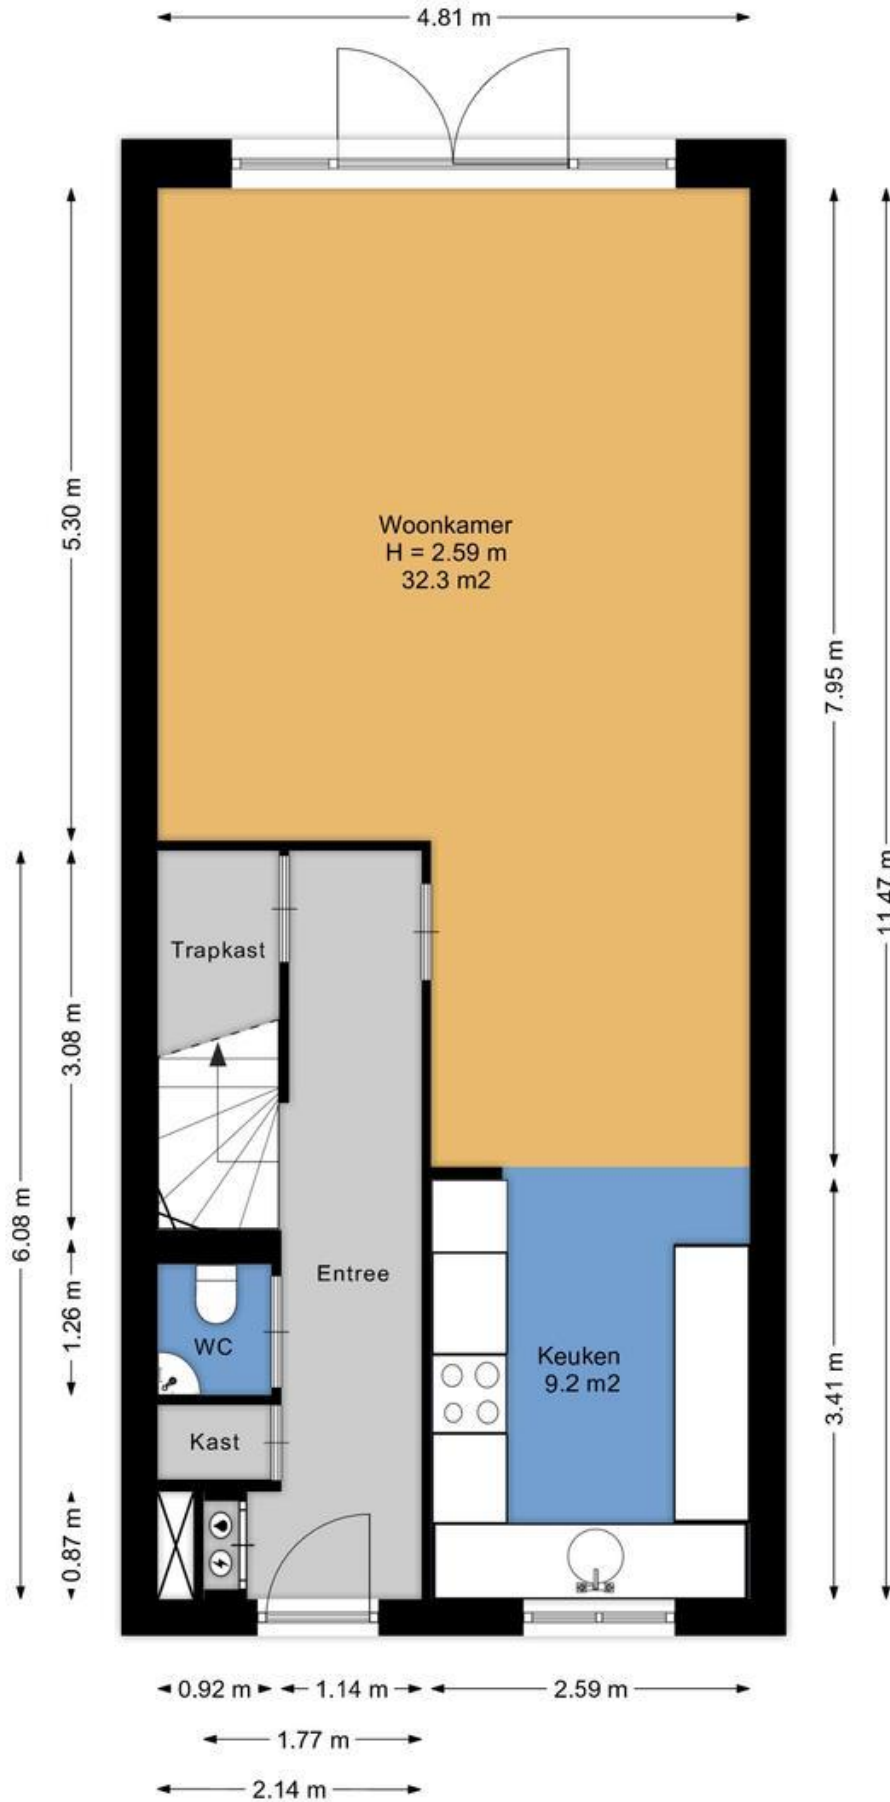 4.81 m
5.30 m
Woonkamer
H = 2.59 m
32.3 m2
7.95 m
11.47 m
Trapkast
3.08 m
6.08 m
Entree
1.26 m
WC
Keuken
9.2 m2
3.41 m
Kast
0.87 m
0.92 m
1.14 m
2.59 m
1.77 m
2.14 m